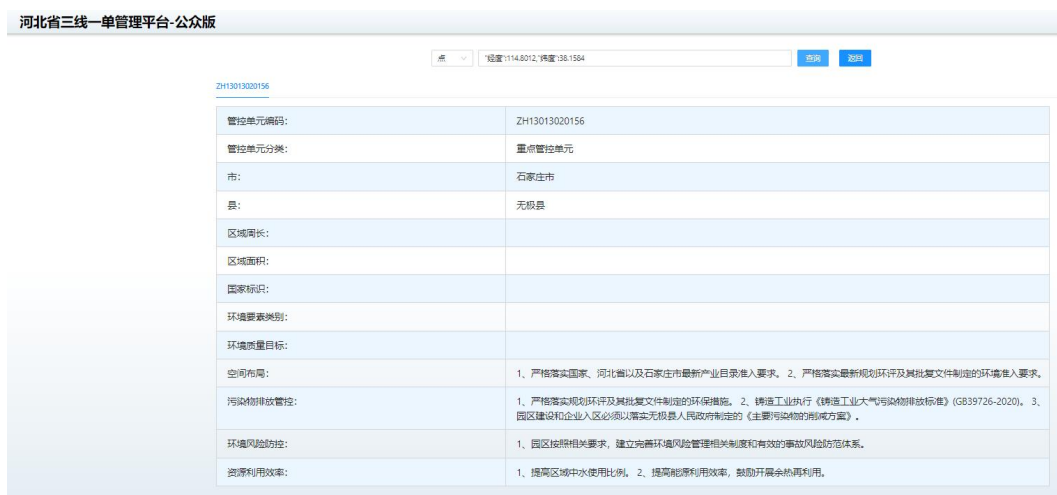 河北省三线一单管理平台-公众版
点 "经度":114.8012,"纬度":38.1584 查询 返回
ZH13013020156
管控单元编码: ZH13013020156
管控单元分类: 重点管控单元
市: 石家庄市
县: 无极县
区域周长:
区域面积:
国家标识:
环境要素类别:
环境质量目标:
空间布局: 1、严格落实国家、河北省以及石家庄市最新产业目录准入要求。 2、严格落实最新规划环评及其批复文件制定的环境准入要求。
污染物排放管控: 1、严格落实规划环评及其批复文件制定的环保措施。 2、铸造工业执行《铸造工业大气污染物排放标准》(GB39726-2020)。 3、
园区建设和企业入区必须以落实无极县人民政府制定的《主要污染物的削减方案》。
环境风险防控: 1、园区按照相关要求，建立完善环境风险管理相关制度和有效的事故风险防范体系。
资源利用效率: 1、提高区域中水使用比例。 2、提高能源利用效率，鼓励开展余热再利用。